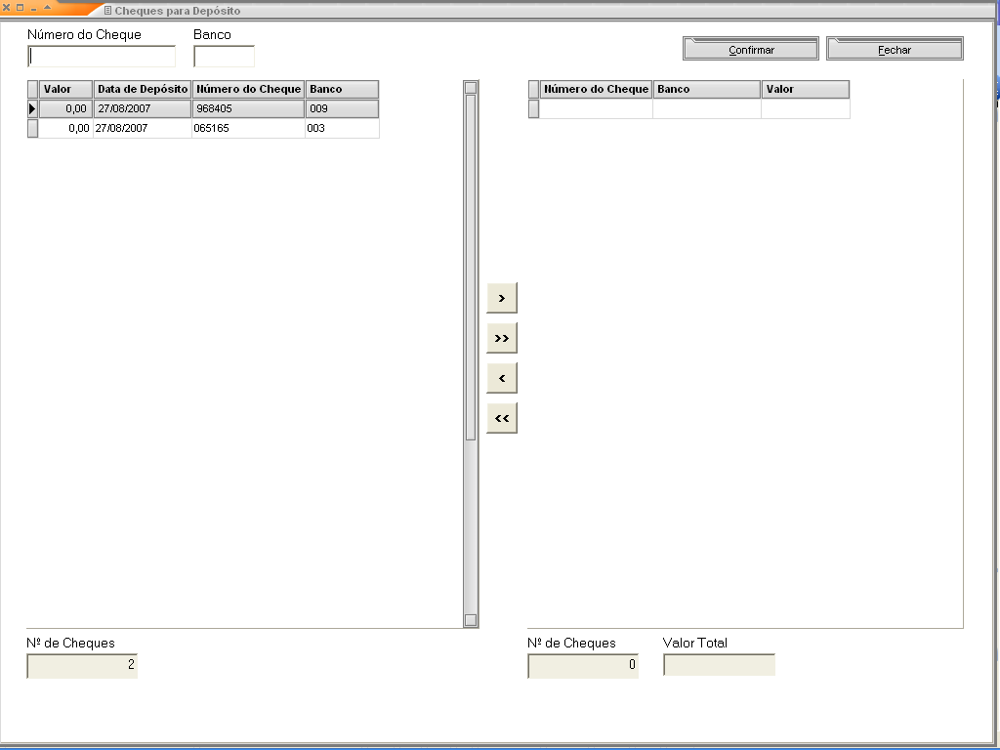 Cheques para Depósito
Número do Cheque Banco
Confirmar Fechar
Valor Data de Depósito Número do Cheque Banco
0,00 27/08/2007 968405 009
0,00 27/08/2007 065165 003
Número do Cheque Banco Valor
>
>>
<
<<
Nº de Cheques
2
Nº de Cheques Valor Total
0